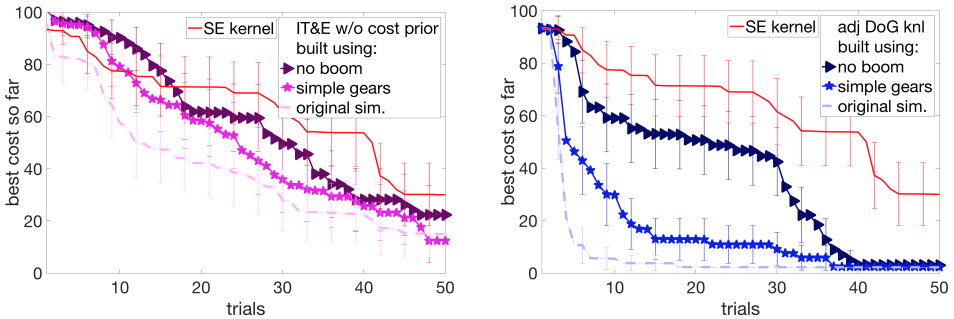 100
80
60
40
20
0
10
20
30
40
50
best cost so far
trials
SE kernel
IT&E w/o cost prior
built using:
no boom
simple gears
original sim.
100
80
60
40
20
0
10
20
30
40
50
best cost so far
trials
SE kernel
adj DoG knl
built using:
no boom
simple gears
original sim.